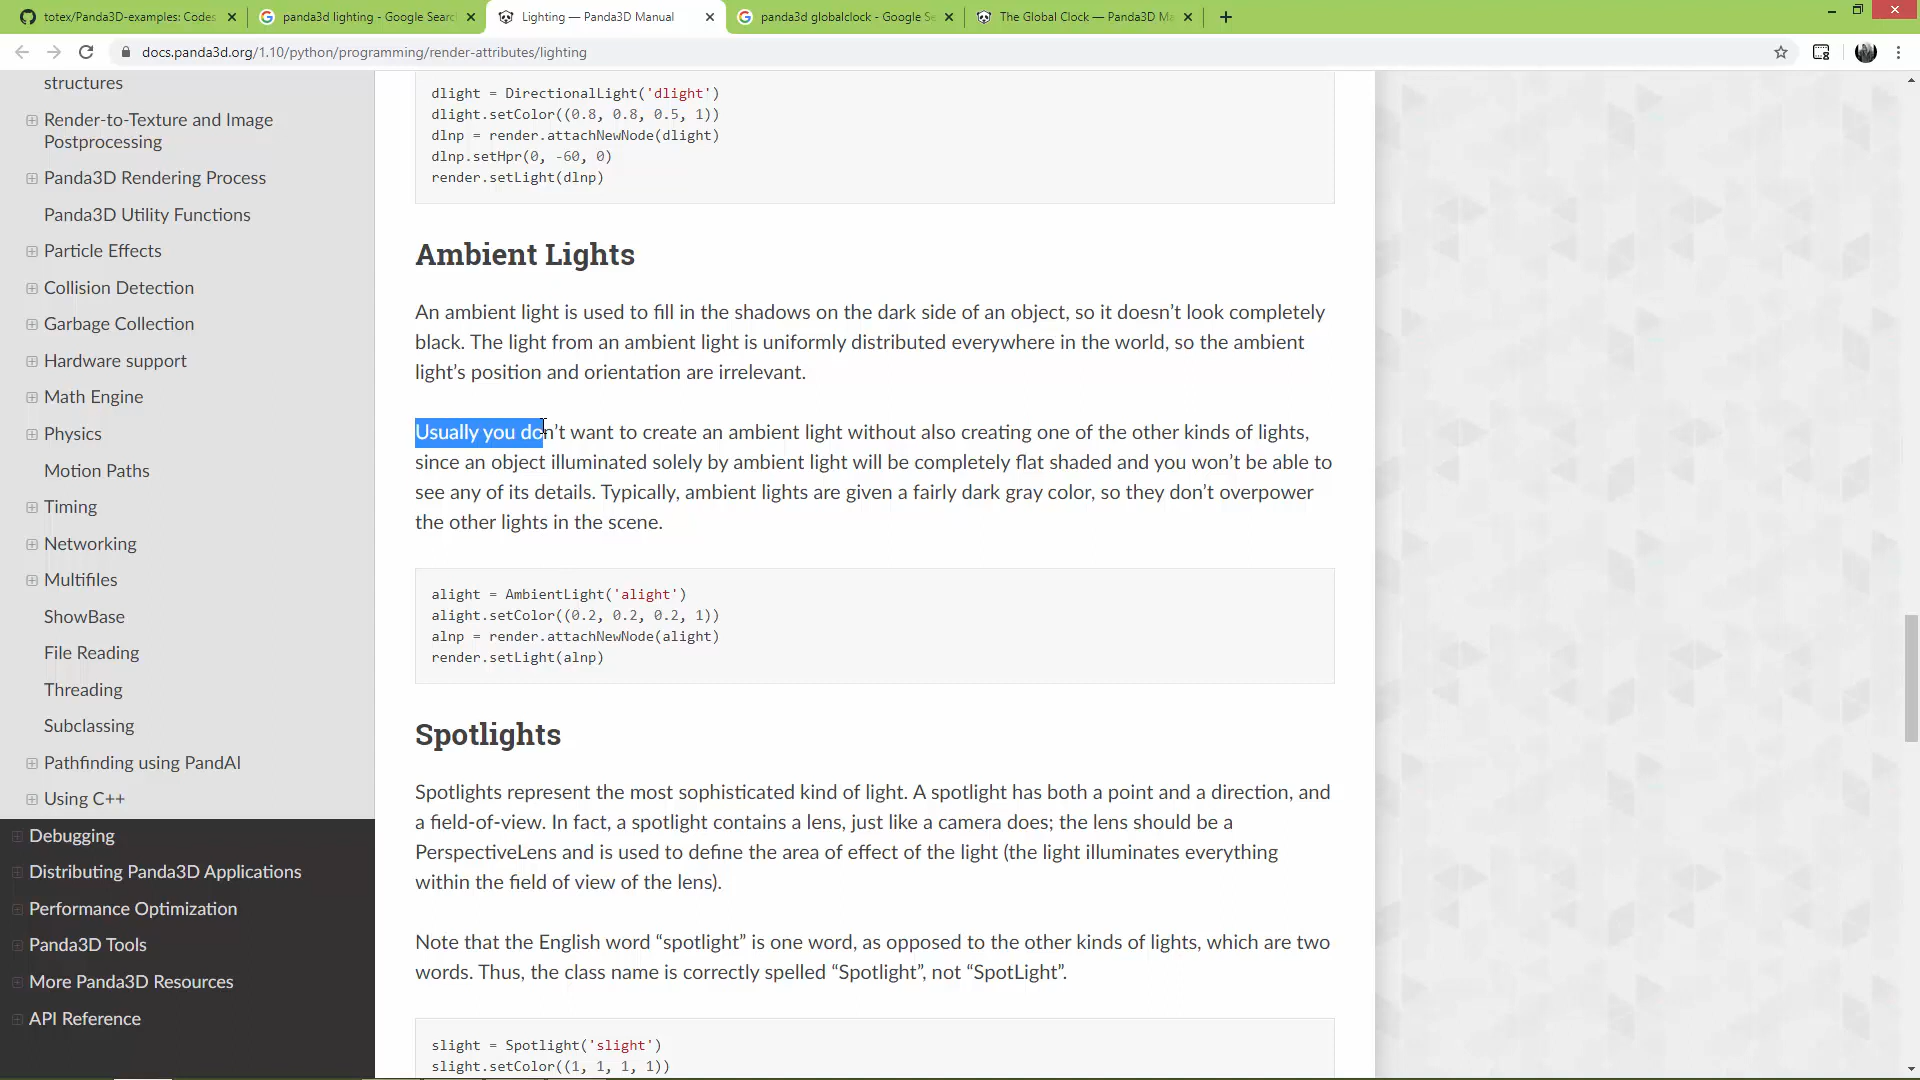 totex/Panda3D-examples: Codes
panda3d lighting - Google Search
Lighting — Panda3D Manual
panda3d globalclock - Google Se
The Global Clock — Panda3D Ma
docs.panda3d.org/1.10/python/programming/render-attributes/lighting
structures
Render-to-Texture and Image
Postprocessing
Panda3D Rendering Process
Panda3D Utility Functions
Particle Effects
Collision Detection
Garbage Collection
Hardware support
Math Engine
Physics
Motion Paths
Timing
Networking
Multifiles
ShowBase
File Reading
Threading
Subclassing
Pathfinding using PandAI
Using C++
Debugging
Distributing Panda3D Applications
Performance Optimization
Panda3D Tools
More Panda3D Resources
API Reference
dlight = DirectionalLight('dlight')
dlight.setColor((0.8, 0.8, 0.5, 1))
dlnp = render.attachNewNode(dlight)
dlnp.setHpr(0, -60, 0)
render.setLight(dlnp)
Ambient Lights
An ambient light is used to fill in the shadows on the dark side of an object, so it doesn’t look completely
black. The light from an ambient light is uniformly distributed everywhere in the world, so the ambient
light’s position and orientation are irrelevant.
Usually you don’t want to create an ambient light without also creating one of the other kinds of lights,
since an object illuminated solely by ambient light will be completely flat shaded and you won’t be able to
see any of its details. Typically, ambient lights are given a fairly dark gray color, so they don’t overpower
the other lights in the scene.
alight = AmbientLight('alight')
alight.setColor((0.2, 0.2, 0.2, 1))
alnp = render.attachNewNode(alight)
render.setLight(alnp)
Spotlights
Spotlights represent the most sophisticated kind of light. A spotlight has both a point and a direction, and
a field-of-view. In fact, a spotlight contains a lens, just like a camera does; the lens should be a
PerspectiveLens and is used to define the area of effect of the light (the light illuminates everything
within the field of view of the lens).
Note that the English word “spotlight” is one word, as opposed to the other kinds of lights, which are two
words. Thus, the class name is correctly spelled “Spotlight”, not “SpotLight”.
slight = Spotlight('slight')
slight.setColor((1, 1, 1, 1))